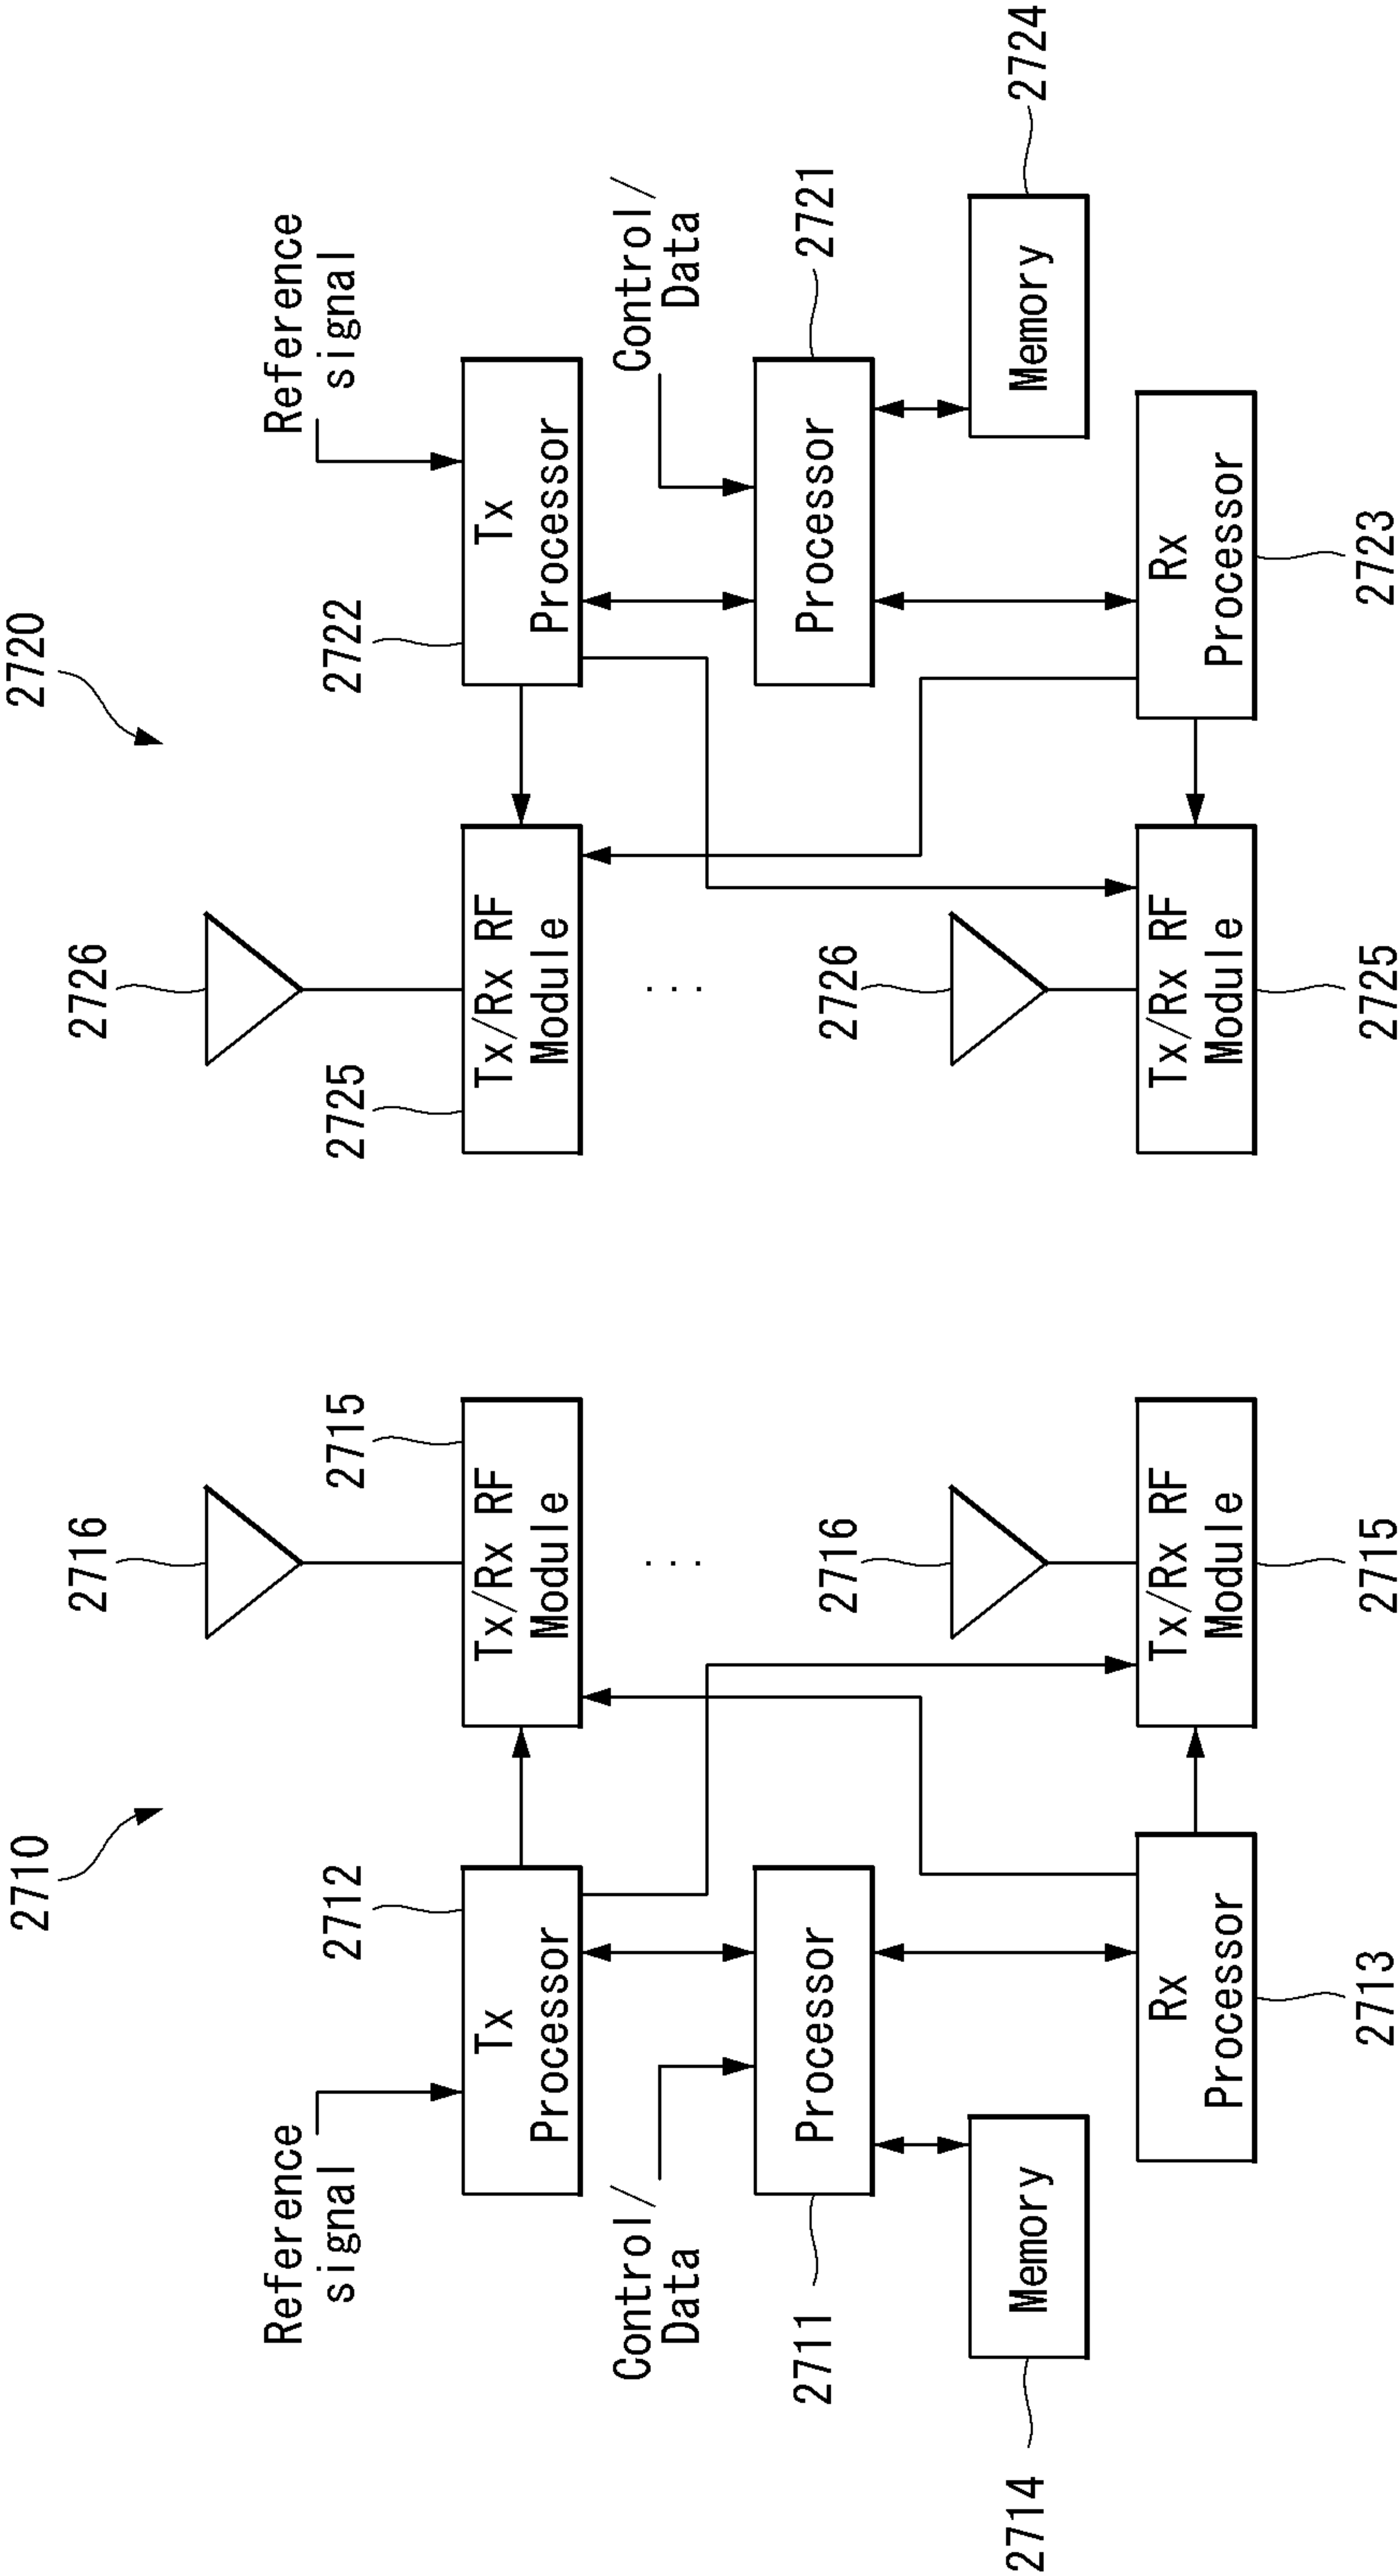 2710
2720
2716
2726
Reference
signal
2712
2715
2725
2722
Reference
signal
Tx
Processor
Tx/Rx RF
Module
Tx/Rx RF
Module
Tx
Processor
Control/
Data
...
...
Control/
Data
2711
Processor
2716
2726
Processor
2721
2714
Memory
Memory
2724
Rx
Processor
Tx/Rx RF
Module
Tx/Rx RF
Module
Rx
Processor
2713
2715
2725
2723